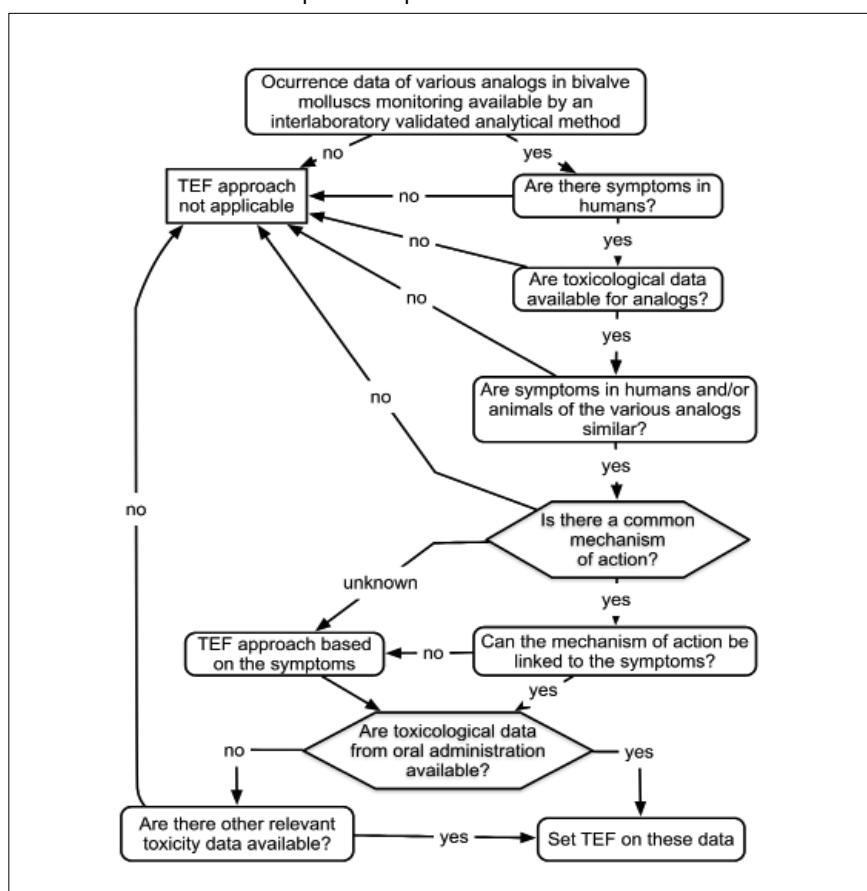 Ocurrence data of various analogs in bivalve
molluscs monitoring available by an
interlaboratory validated analytical method
no
yes
TEF approach
not applicable
no
Are there symptoms in
humans?
yes
no
Are toxicological data
available for analogs?
no
yes
Are symptoms in humans and/or
animals of the various analogs
similar?
no
yes
no
Is there a common
mechanism
of action?
unknown
yes
TEF approach based
on the symptoms
no
Can the mechanism of action be
linked to the symptoms?
yes
Are toxicological data
from oral administration
available?
no
yes
Are there other relevant
toxicity data available?
yes
Set TEF on these data